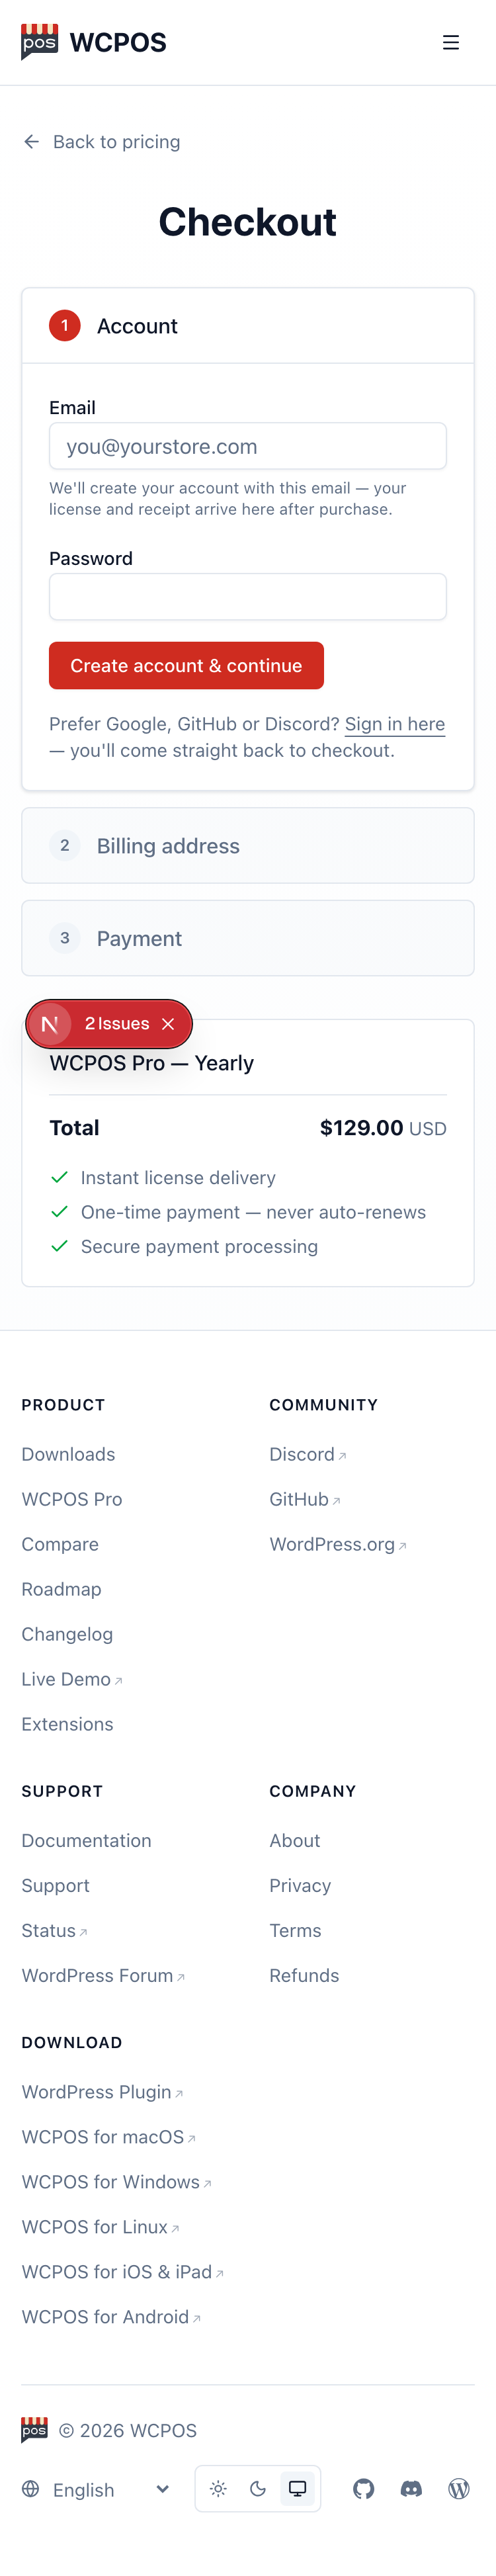 pos WCPOS
Back to pricing
Checkout
1 Account
Email
you@yourstore.com
We'll create your account with this email — your
license and receipt arrive here after purchase.
Password
Create account & continue
Prefer Google, GitHub or Discord? Sign in here
— you'll come straight back to checkout.
2 Billing address
3 Payment
N 2 Issues
WCPOS Pro — Yearly
Total $129.00 USD
Instant license delivery
One-time payment — never auto-renews
Secure payment processing
PRODUCT
Downloads
WCPOS Pro
Compare
Roadmap
Changelog
Live Demo ↗
Extensions
COMMUNITY
Discord ↗
GitHub ↗
WordPress.org ↗
SUPPORT
Documentation
Support
Status ↗
WordPress Forum ↗
COMPANY
About
Privacy
Terms
Refunds
DOWNLOAD
WordPress Plugin ↗
WCPOS for macOS ↗
WCPOS for Windows ↗
WCPOS for Linux ↗
WCPOS for iOS & iPad ↗
WCPOS for Android ↗
pos © 2026 WCPOS
English